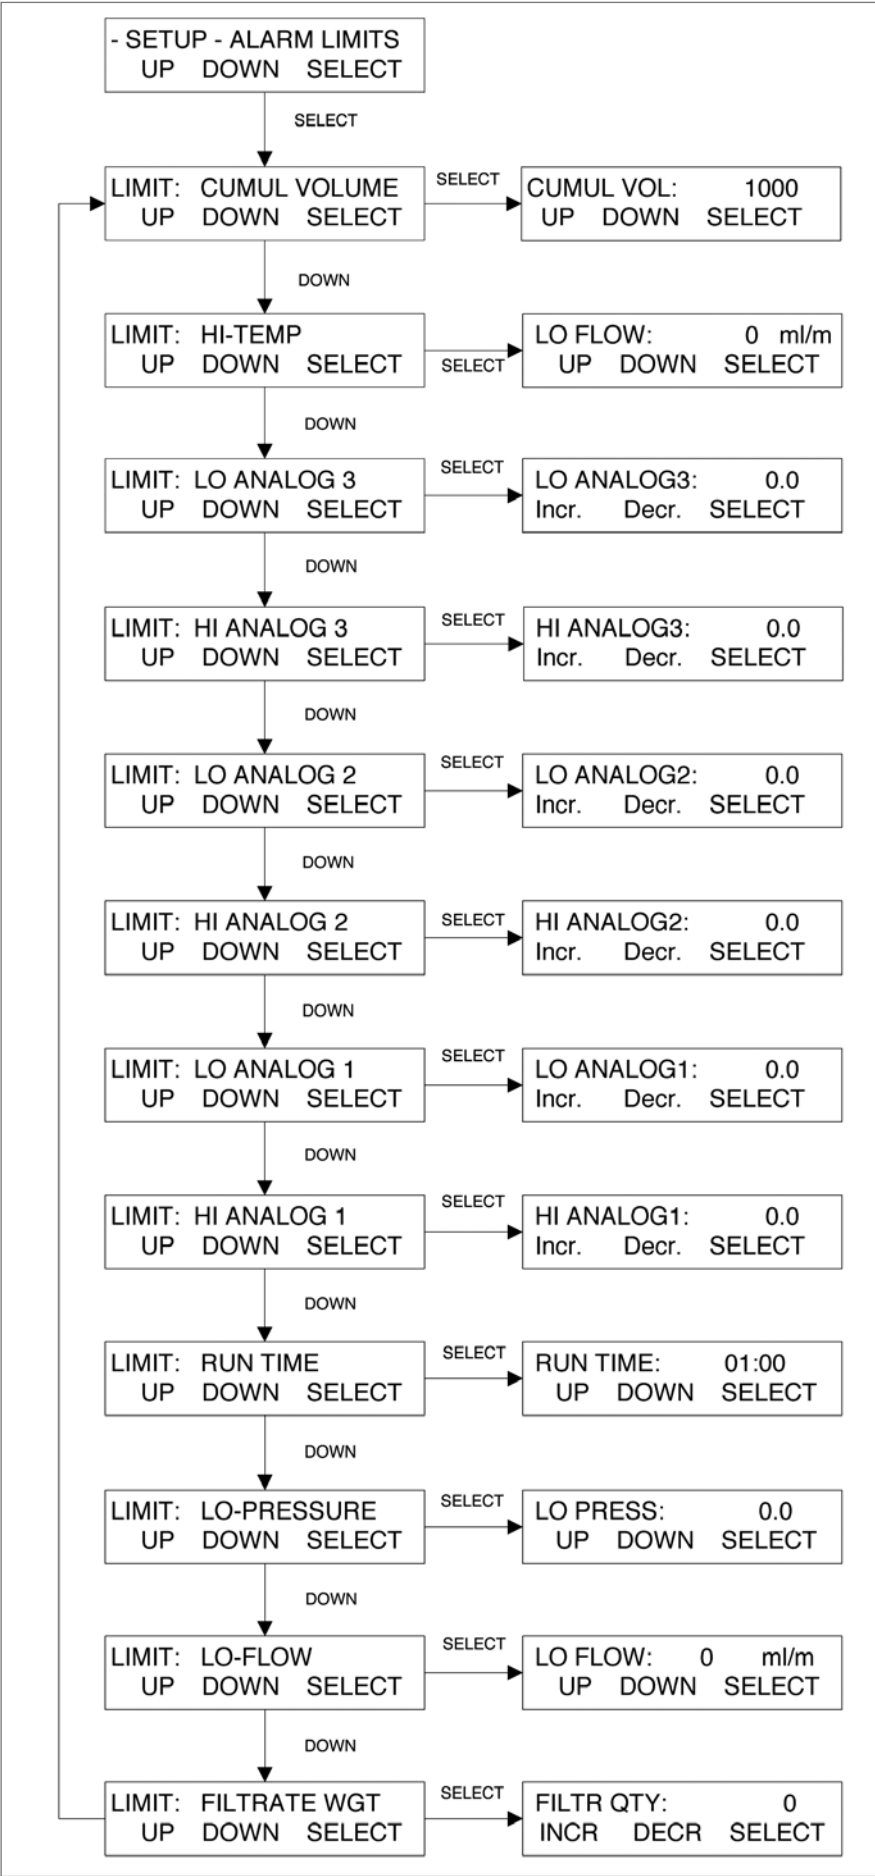 - SETUP - ALARM LIMITS
UP DOWN SELECT
SELECT
LIMIT: CUMUL VOLUME
UP DOWN SELECT
SELECT
CUMUL VOL: 1000
UP DOWN SELECT
DOWN
LIMIT: HI-TEMP
UP DOWN SELECT
SELECT
LO FLOW: 0 ml/m
UP DOWN SELECT
DOWN
LIMIT: LO ANALOG 3
UP DOWN SELECT
SELECT
LO ANALOG3: 0.0
Incr. Decr. SELECT
DOWN
LIMIT: HI ANALOG 3
UP DOWN SELECT
SELECT
HI ANALOG3: 0.0
Incr. Decr. SELECT
DOWN
LIMIT: LO ANALOG 2
UP DOWN SELECT
SELECT
LO ANALOG2: 0.0
Incr. Decr. SELECT
DOWN
LIMIT: HI ANALOG 2
UP DOWN SELECT
SELECT
HI ANALOG2: 0.0
Incr. Decr. SELECT
DOWN
LIMIT: LO ANALOG 1
UP DOWN SELECT
SELECT
LO ANALOG1: 0.0
Incr. Decr. SELECT
DOWN
LIMIT: HI ANALOG 1
UP DOWN SELECT
SELECT
HI ANALOG1: 0.0
Incr. Decr. SELECT
DOWN
LIMIT: RUN TIME
UP DOWN SELECT
SELECT
RUN TIME: 01:00
UP DOWN SELECT
DOWN
LIMIT: LO-PRESSURE
UP DOWN SELECT
SELECT
LO PRESS: 0.0
UP DOWN SELECT
DOWN
LIMIT: LO-FLOW
UP DOWN SELECT
SELECT
LO FLOW: 0 ml/m
UP DOWN SELECT
DOWN
LIMIT: FILTRATE WGT
UP DOWN SELECT
SELECT
FILTR QTY: 0
INCR DECR SELECT